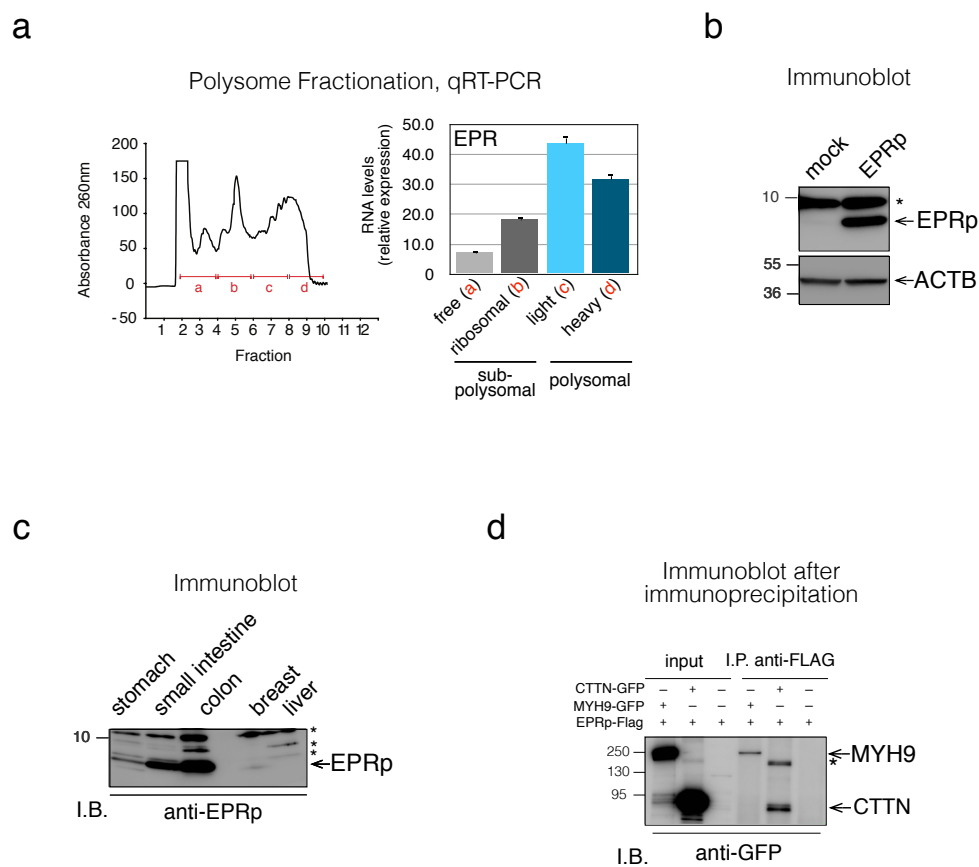 a
Polysome Fractionation, qRT-PCR
Absorbance 260nm
200
150
100
50
0
-50
a b c d
1 2 3 4 5 6 7 8 9 10 11 12
Fraction
EPR
RNA levels
(relative expression)
50.0
40.0
30.0
20.0
10.0
0
free (a)
ribosomal (b)
light (c)
heavy (d)
sub-
polysomal
polysomal
b
Immunoblot
mock
EPRp
10
*
EPRp
55
36
ACTB
c
Immunoblot
stomach
small intestine
colon
breast
liver
10
*
*
*
EPRp
I.B.
anti-EPRp
d
Immunoblot after
immunoprecipitation
input
I.P. anti-FLAG
CTTN-GFP – + – – + –
MYH9-GFP + – – + – –
EPRp-Flag + + + + + +
250
130
95
MYH9
*
CTTN
I.B.
anti-GFP